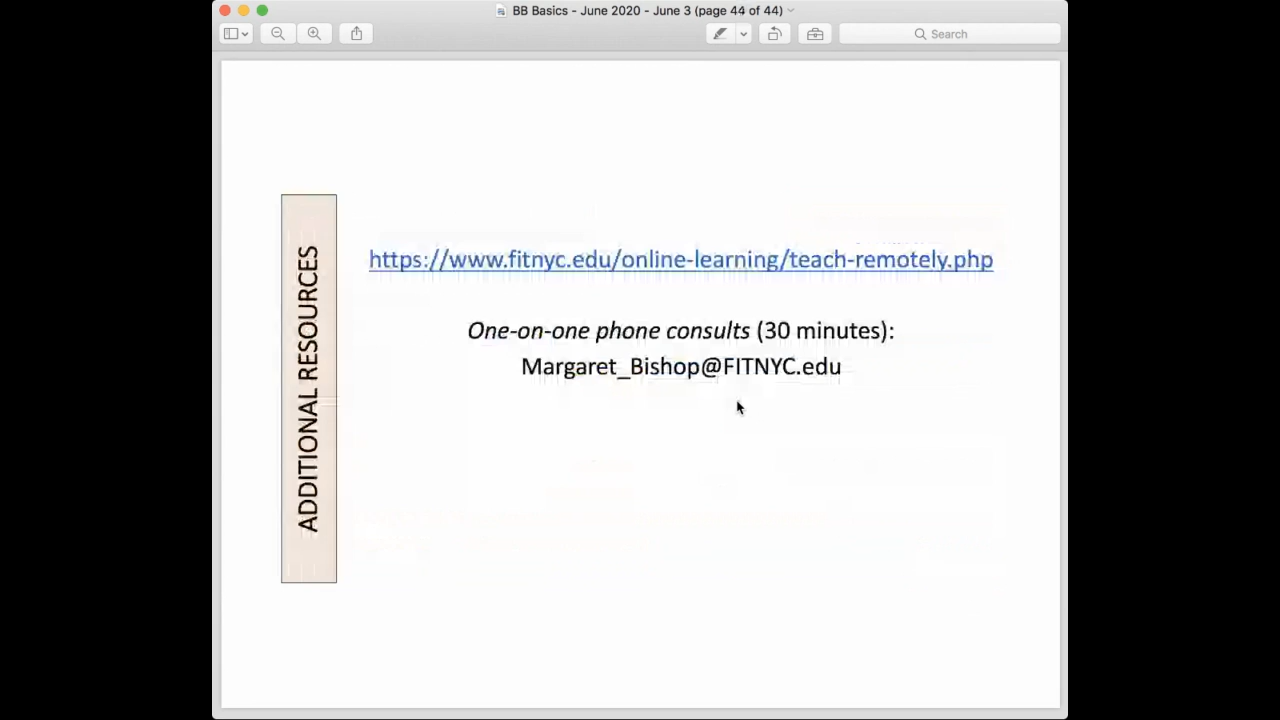 BB Basics - June 2020 - June 3 (page 44 of 44)
Search
ADDITIONAL RESOURCES
https://www.fitnyc.edu/online-learning/teach-remotely.php
One-on-one phone consults (30 minutes):
Margaret_Bishop@FITNYC.edu